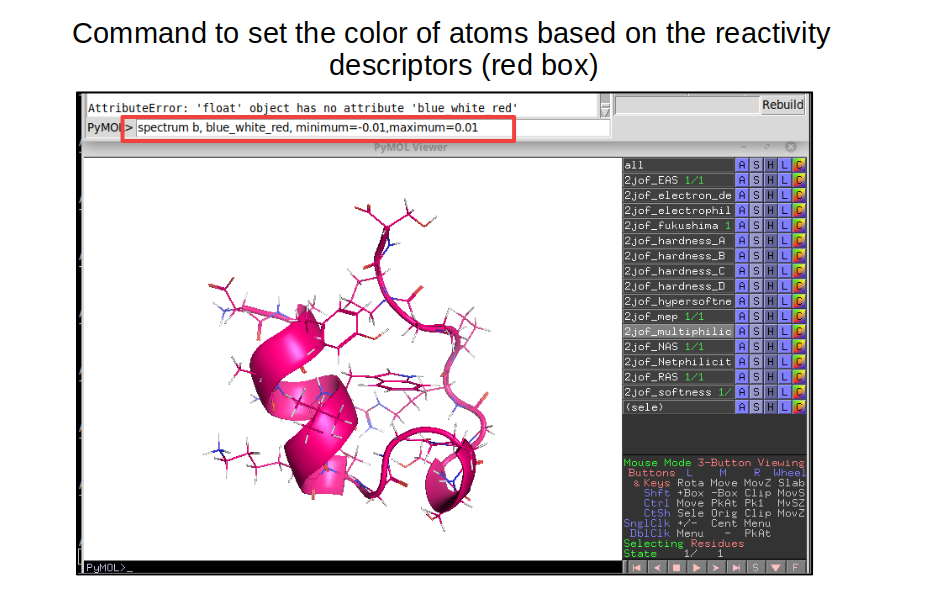 Command to set the color of atoms based on the reactivity
descriptors (red box)
AttributeError: 'float' object has no attribute 'blue_white_red'
Rebuild
PyMOL> spectrum b, blue_white_red, minimum=-0.01,maximum=0.01
PyMOL Viewer
all A S H L C
2jof_EAS 1/1 A S H L C
2jof_electron_de A S H L C
2jof_electrophil A S H L C
2jof_fukushima 1 A S H L C
2jof_hardness_A A S H L C
2jof_hardness_B A S H L C
2jof_hardness_C A S H L C
2jof_hardness_D A S H L C
2jof_hypersoftne A S H L C
2jof_mep 1/1 A S H L C
2jof_multiphilic A S H L C
2jof_NAS 1/1 A S H L C
2jof_Netphilicit A S H L C
2jof_RAS 1/1 A S H L C
2jof_softness 1/ A S H L C
(sele) A S H L C
Mouse Mode 3-Button Viewing
Buttons L M R Wheel
& Keys Rota Move MovZ Slab
Shft +Box -Box Clip MovS
Ctrl Move PkAt Pk1 MvSZ
CtSh Sele Orig Clip MovZ
SnglClk +/- Cent Menu
DblClk Menu - PkAt
Selecting Residues
State 1/ 1
PyMOL>_
S F